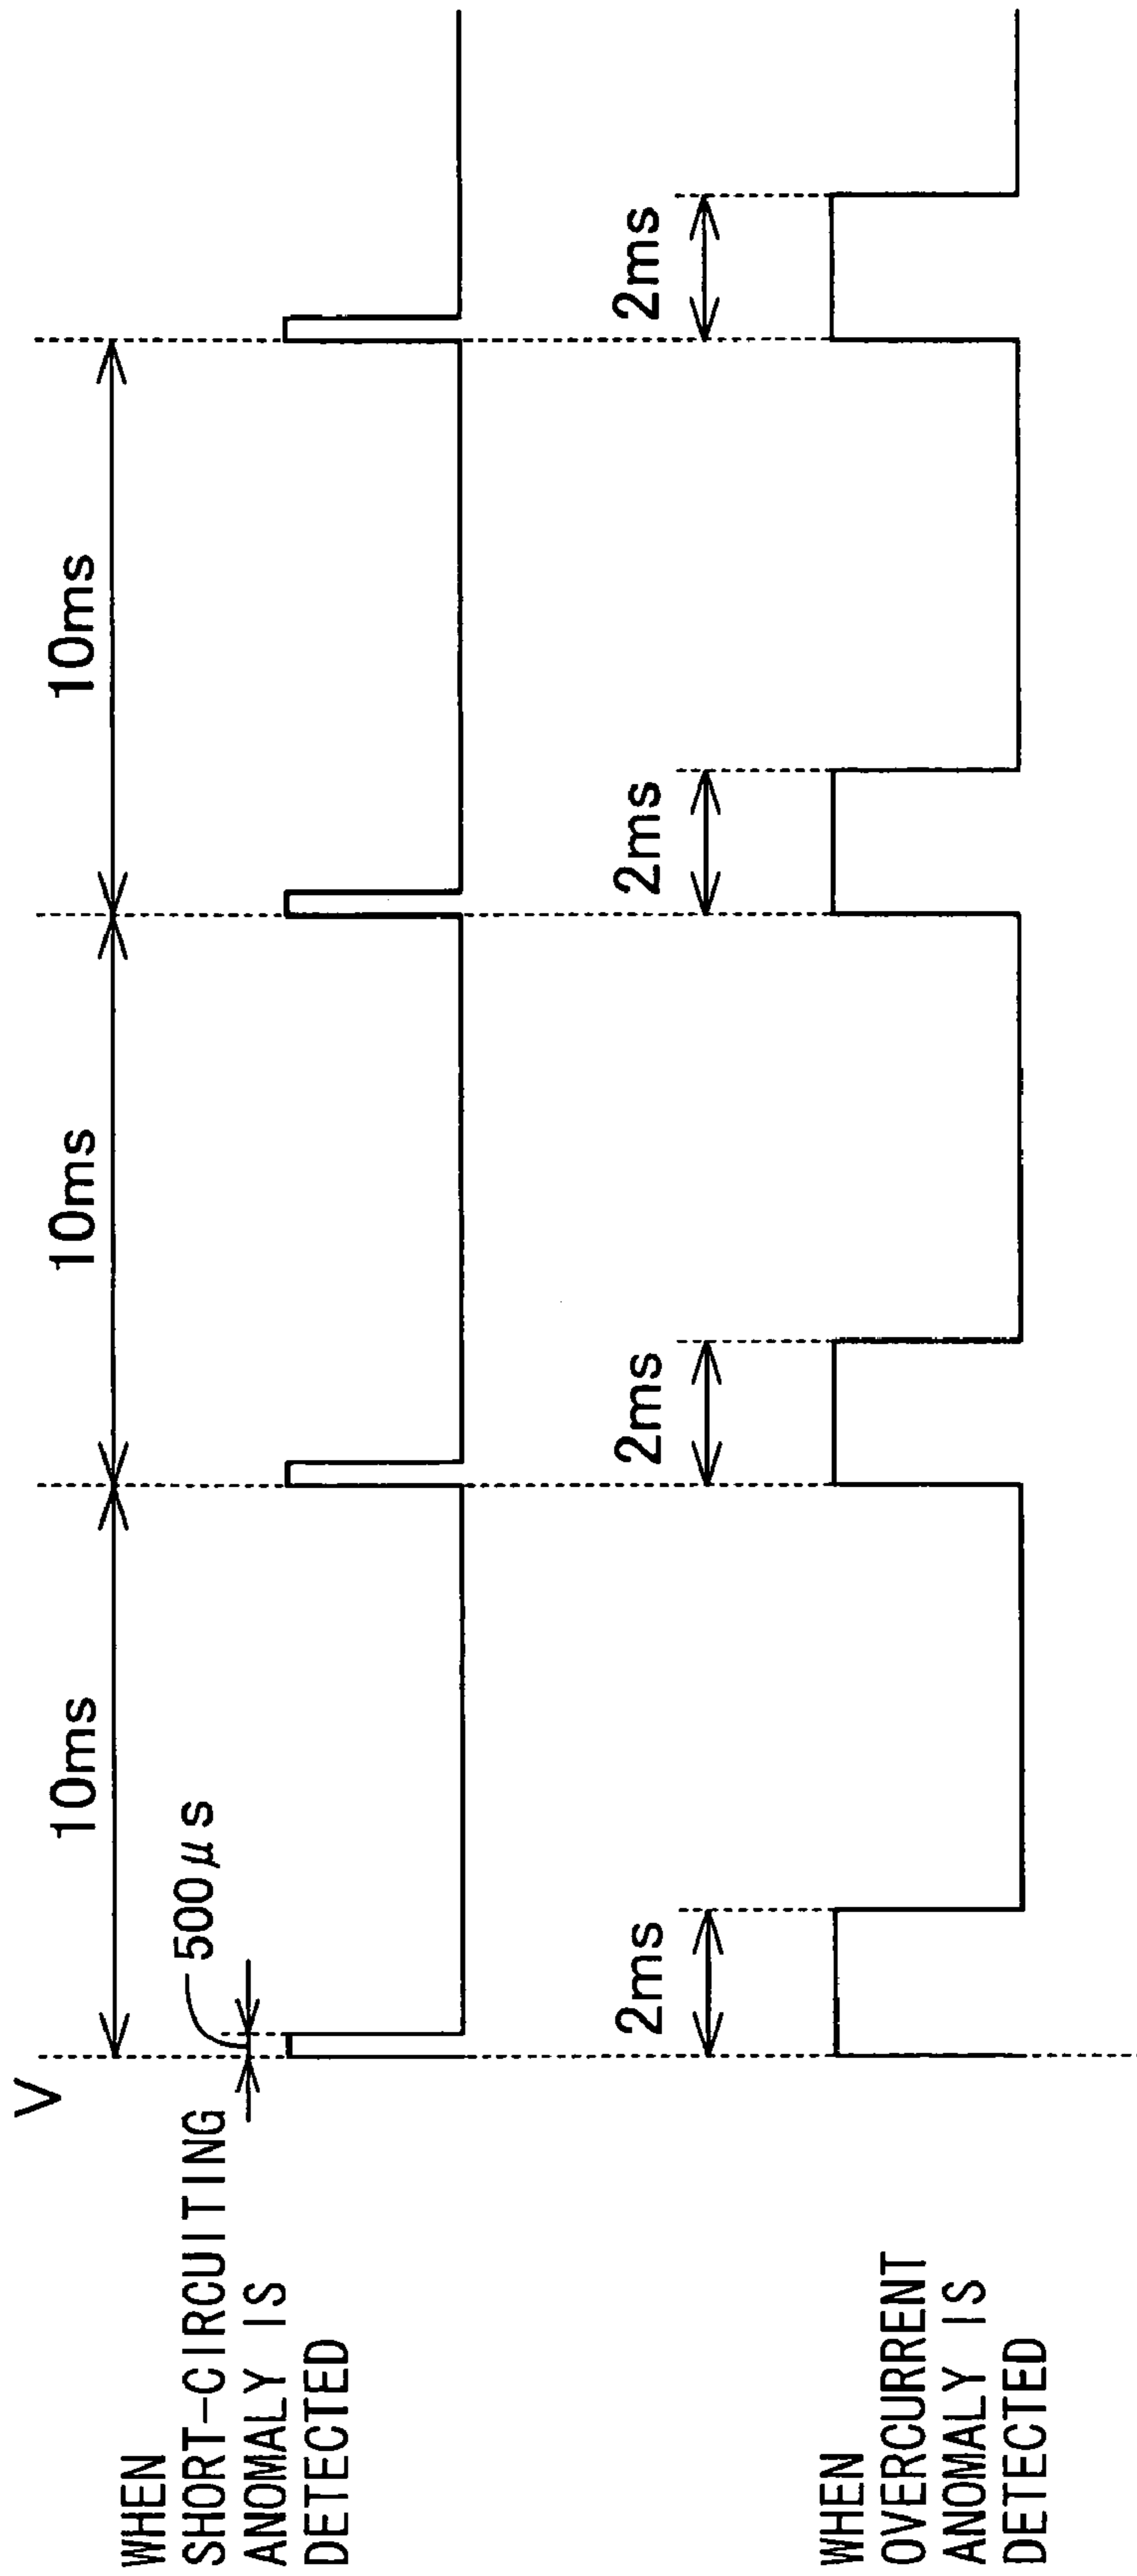 V
10ms
10ms
10ms
500μs
WHEN
SHORT-CIRCUITING
ANOMALY IS
DETECTED
2ms
2ms
2ms
2ms
WHEN
OVERCURRENT
ANOMALY IS
DETECTED